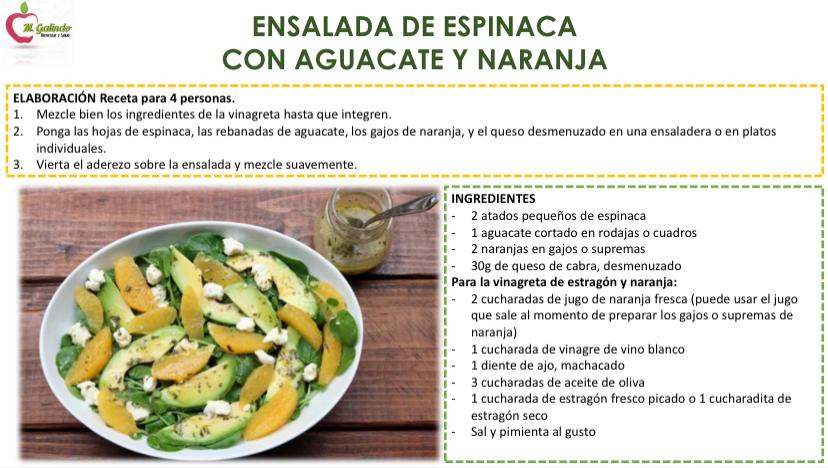 M. Galindo
Bienestar y Salud
ENSALADA DE ESPINACA
CON AGUACATE Y NARANJA
ELABORACIÓN Receta para 4 personas.
1. Mezcle bien los ingredientes de la vinagreta hasta que integren.
2. Ponga las hojas de espinaca, las rebanadas de aguacate, los gajos de naranja, y el queso desmenuzado en una ensaladera o en platos
individuales.
3. Vierta el aderezo sobre la ensalada y mezcle suavemente.
INGREDIENTES
- 2 atados pequeños de espinaca
- 1 aguacate cortado en rodajas o cuadros
- 2 naranjas en gajos o supremas
- 30g de queso de cabra, desmenuzado
Para la vinagreta de estragón y naranja:
- 2 cucharadas de jugo de naranja fresca (puede usar el jugo
que sale al momento de preparar los gajos o supremas de
naranja)
- 1 cucharada de vinagre de vino blanco
- 1 diente de ajo, machacado
- 3 cucharadas de aceite de oliva
- 1 cucharada de estragón fresco picado o 1 cucharadita de
estragón seco
- Sal y pimienta al gusto